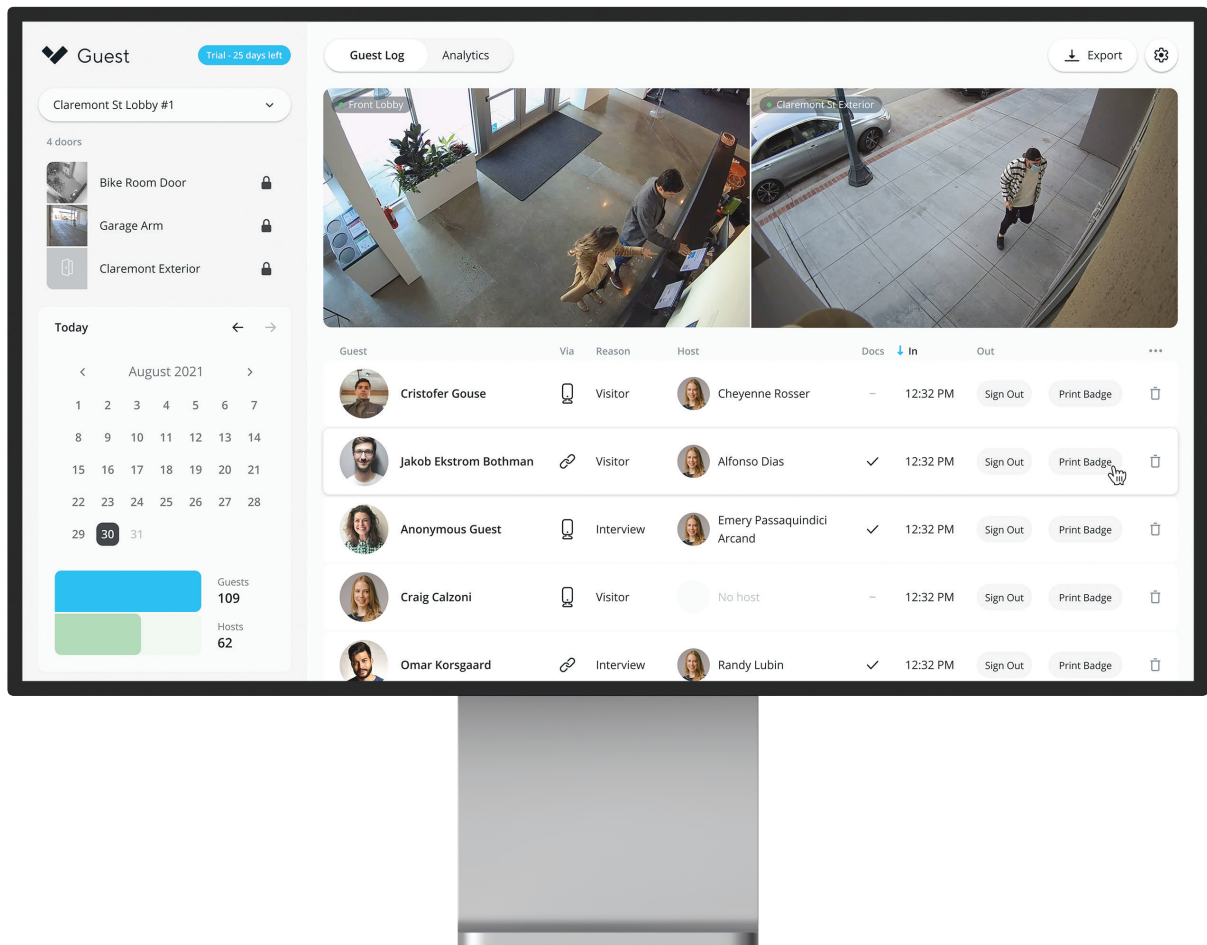 Guest
Trial - 25 days left
Guest Log
Analytics
Export
Claremont St Lobby #1
4 doors
Bike Room Door
Garage Arm
Claremont Exterior
Front Lobby
Claremont St Exterior
Today
August 2021
1 2 3 4 5 6 7
8 9 10 11 12 13 14
15 16 17 18 19 20 21
22 23 24 25 26 27 28
29 30 31
Guests
109
Hosts
62
Guest Via Reason Host Docs In Out
Cristofer Gouse Visitor Cheyenne Rosser – 12:32 PM Sign Out Print Badge
Jakob Ekstrom Bothman Visitor Alfonso Dias 12:32 PM Sign Out Print Badge
Anonymous Guest Interview Emery Passaquindici
Arcand 12:32 PM Sign Out Print Badge
Craig Calzoni Visitor No host – 12:32 PM Sign Out Print Badge
Omar Korsgaard Interview Randy Lubin 12:32 PM Sign Out Print Badge